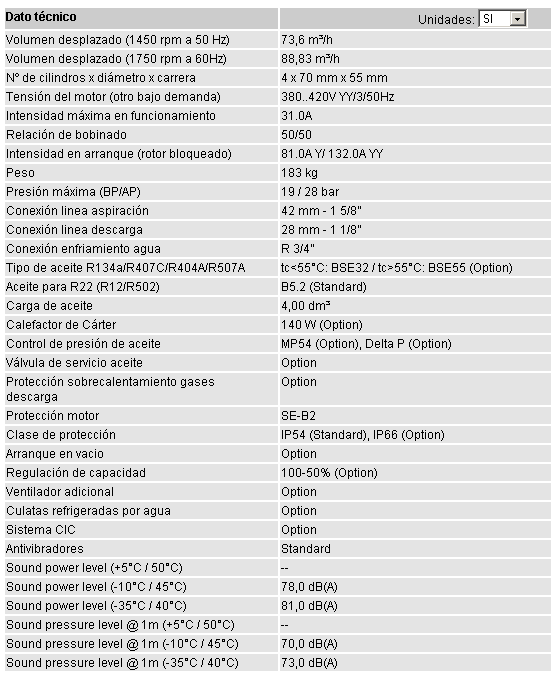 Dato técnico Unidades: SI
Volumen desplazado (1450 rpm a 50 Hz) 73,6 m³/h
Volumen desplazado (1750 rpm a 60Hz) 88,83 m³/h
Nº de cilindros x diámetro x carrera 4 x 70 mm x 55 mm
Tensión del motor (otro bajo demanda) 380..420V YY/3/50Hz
Intensidad máxima en funcionamiento 31.0A
Relación de bobinado 50/50
Intensidad en arranque (rotor bloqueado) 81.0A Y/ 132.0A YY
Peso 183 kg
Presión máxima (BP/AP) 19 / 28 bar
Conexión linea aspiración 42 mm - 1 5/8"
Conexión linea descarga 28 mm - 1 1/8"
Conexión enfriamiento agua R 3/4"
Tipo de aceite R134a/R407C/R404A/R507A tc<55°C: BSE32 / tc>55°C: BSE55 (Option)
Aceite para R22 (R12/R502) B5.2 (Standard)
Carga de aceite 4,00 dm³
Calefactor de Cárter 140 W (Option)
Control de presión de aceite MP54 (Option), Delta P (Option)
Válvula de servicio aceite Option
Protección sobrecalentamiento gases Option
descarga
Protección motor SE-B2
Clase de protección IP54 (Standard), IP66 (Option)
Arranque en vacio Option
Regulación de capacidad 100-50% (Option)
Ventilador adicional Option
Culatas refrigeradas por agua Option
Sistema CIC Option
Antivibradores Standard
Sound power level (+5°C / 50°C) --
Sound power level (-10°C / 45°C) 78,0 dB(A)
Sound power level (-35°C / 40°C) 81,0 dB(A)
Sound pressure level @ 1m (+5°C / 50°C) --
Sound pressure level @ 1m (-10°C / 45°C) 70,0 dB(A)
Sound pressure level @ 1m (-35°C / 40°C) 73,0 dB(A)